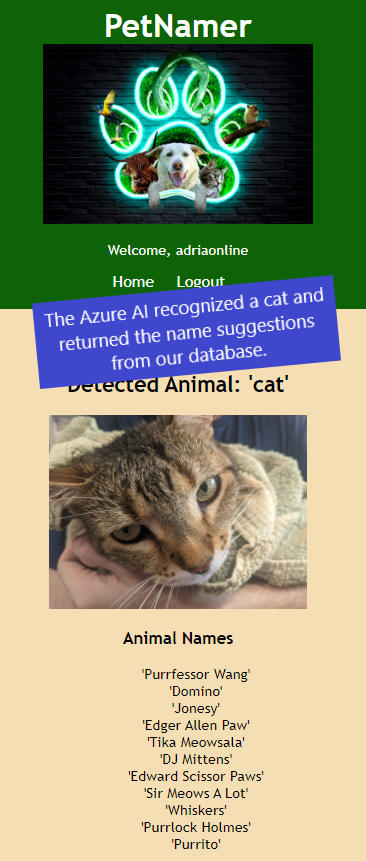 PetNamer
Welcome, adriaonline
Home Logout
The Azure AI recognized a cat and
returned the name suggestions
from our database.
Detected Animal: 'cat'
Animal Names
'Purrfessor Wang'
'Domino'
'Jonesy'
'Edger Allen Paw'
'Tika Meowsala'
'DJ Mittens'
'Edward Scissor Paws'
'Sir Meows A Lot'
'Whiskers'
'Purrlock Holmes'
'Purrito'